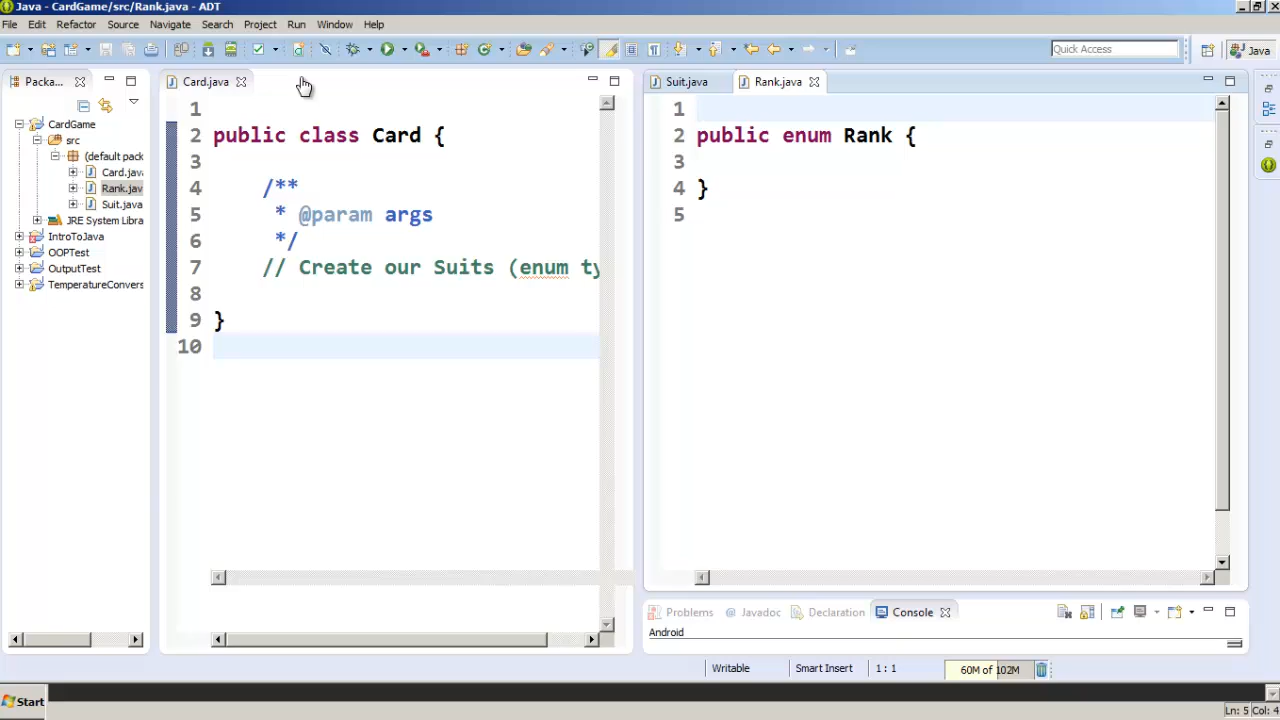 Java - CardGame/src/Rank.java - ADT
File Edit Refactor Source Navigate Search Project Run Window Help
Quick Access
Java
Packa...
CardGame
src
(default pack
Card.java
Rank.jav
Suit.java
JRE System Libra
IntroToJava
OOPTest
OutputTest
TemperatureConvers
Card.java
1
2 public class Card {
3
4 /**
5 * @param args
6 */
7 // Create our Suits (enum ty
8
9 }
10
Suit.java Rank.java
1
2 public enum Rank {
3
4 }
5
Problems @ Javadoc Declaration Console
Android
Writable Smart Insert 1 : 1 60M of 102M
Start
Ln: 5 Col: 4